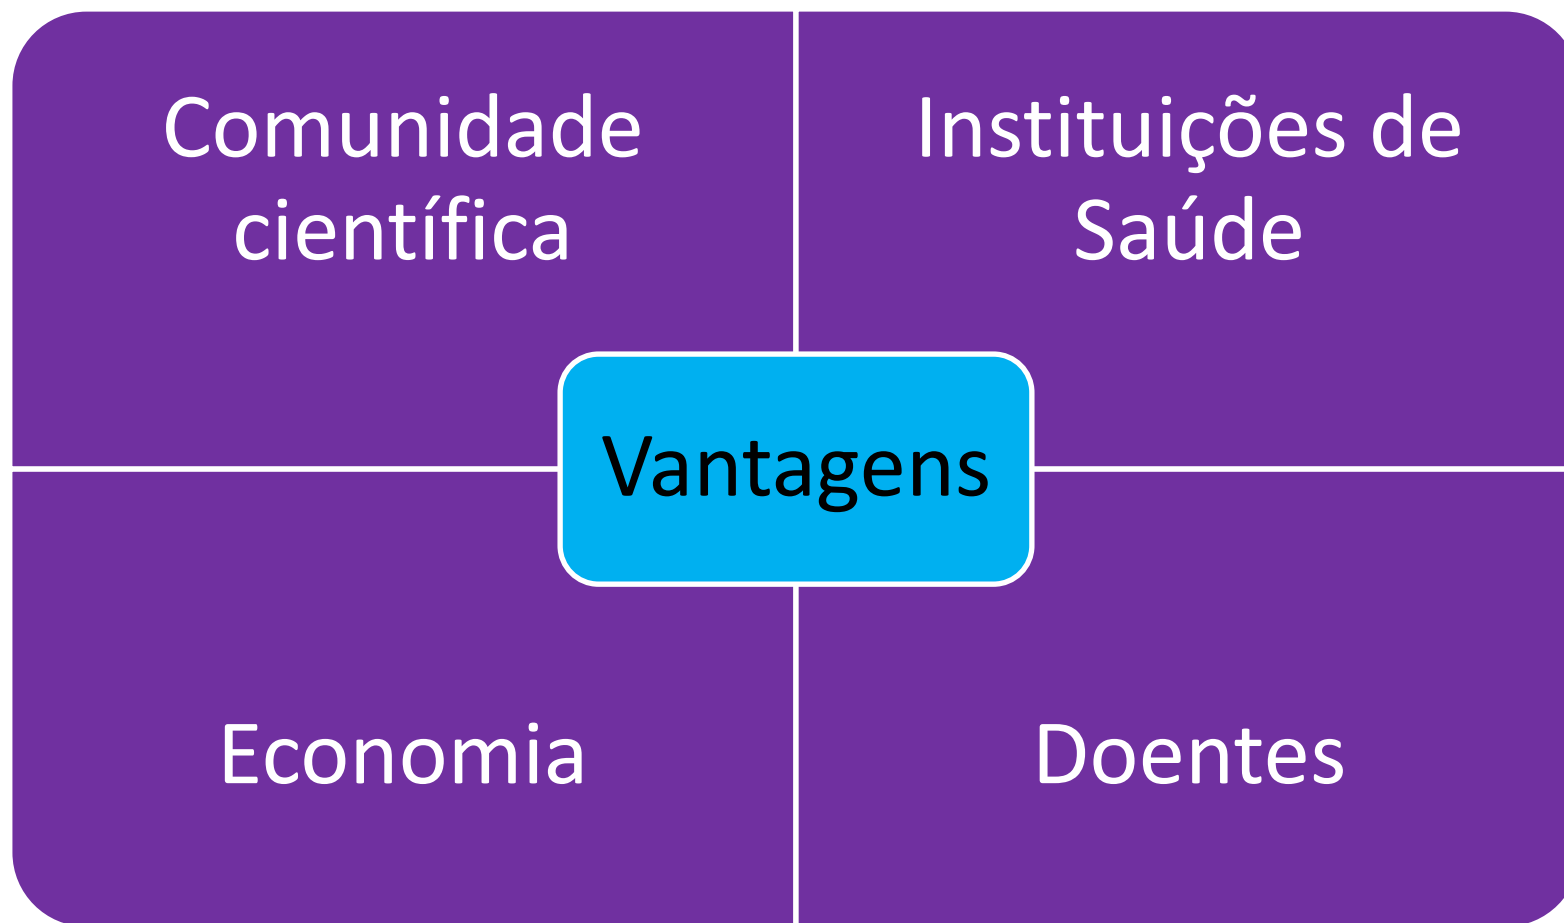 Comunidade
científica
Instituições de
Saúde
Vantagens
Economia
Doentes